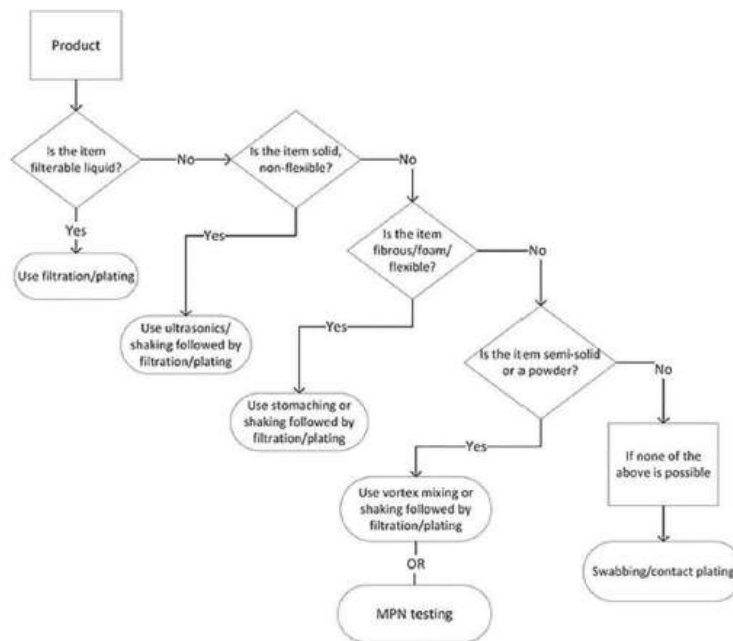 Product
Is the item
filterable liquid?
No
Is the item solid,
non-flexible?
No
Yes
Use filtration/plating
Yes
Use ultrasonics/
shaking followed by
filtration/plating
Is the item
fibrous/foam/
flexible?
No
Yes
Use stomaching or
shaking followed by
filtration/plating
Is the item semi-solid
or a powder?
No
Yes
Use vortex mixing or
shaking followed by
filtration/plating
OR
MPN testing
If none of the
above is possible
Swabbing/contact plating